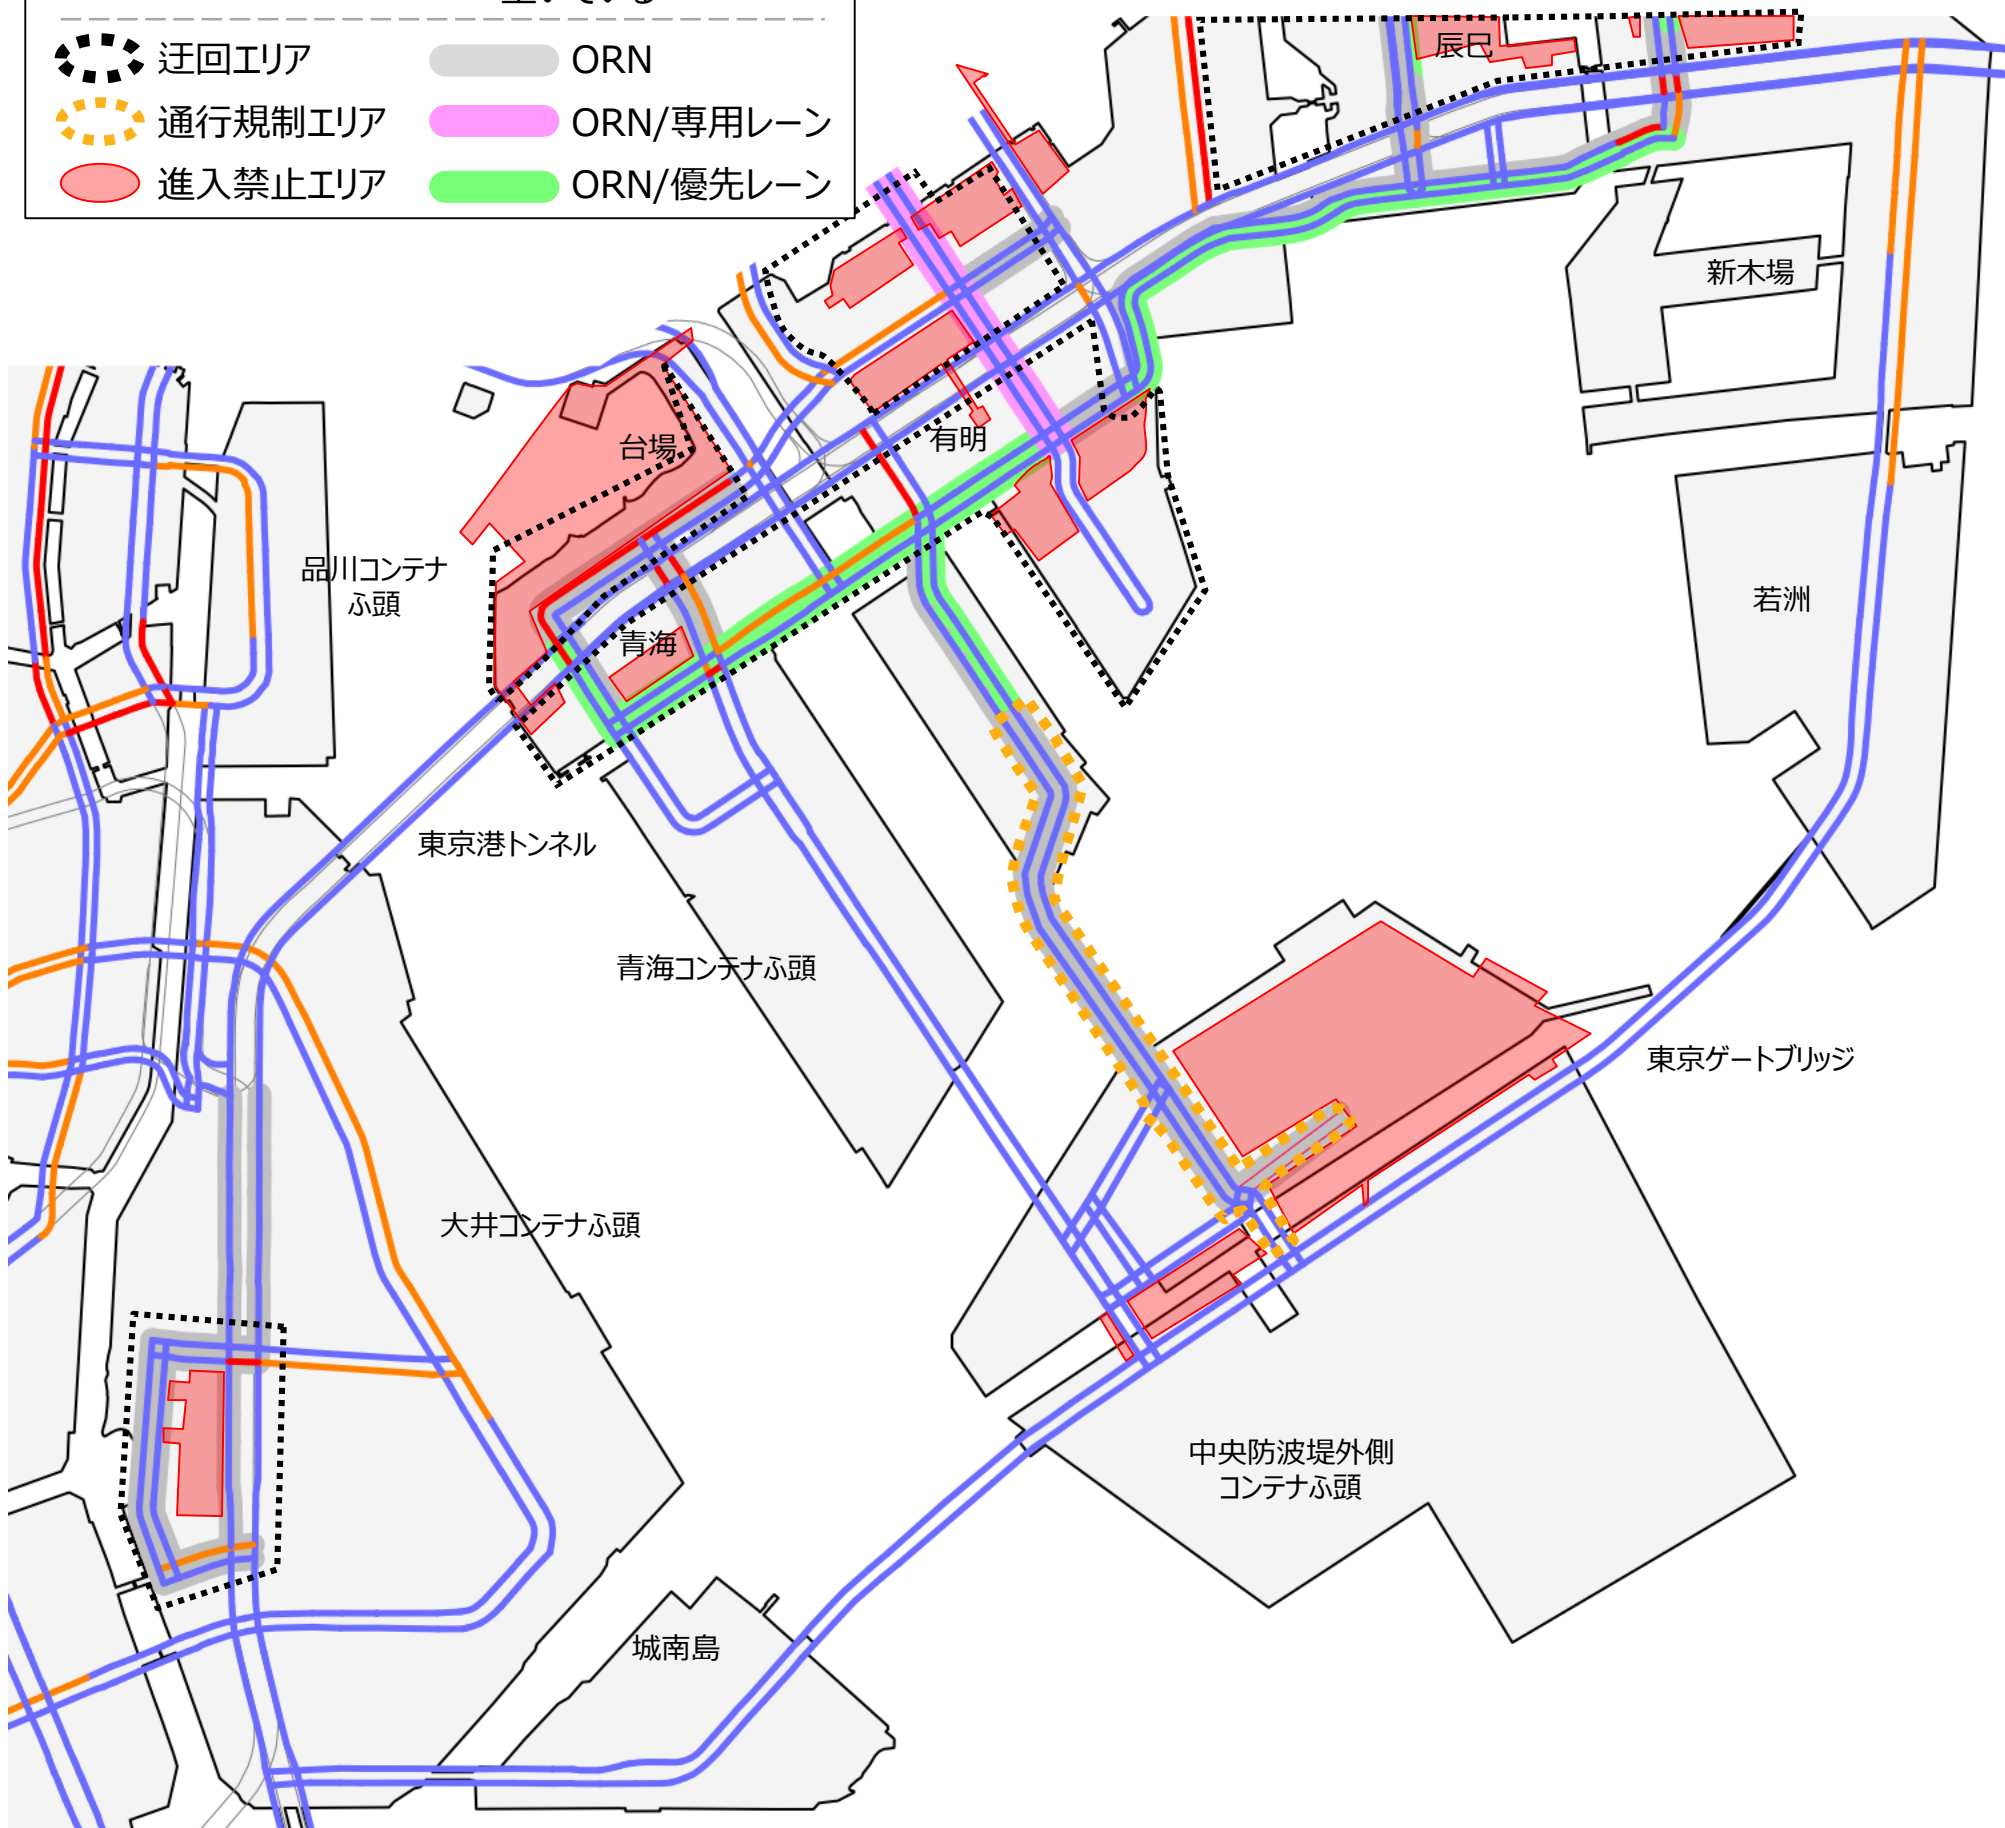 空いている
迂回エリア
ORN
通行規制エリア
ORN/専用レーン
進入禁止エリア
ORN/優先レーン
辰巳
新木場
台場
有明
品川コンテナ
ふ頭
若洲
青海
東京港トンネル
青海コンテナふ頭
東京ゲートブリッジ
大井コンテナふ頭
中央防波堤外側
コンテナふ頭
城南島